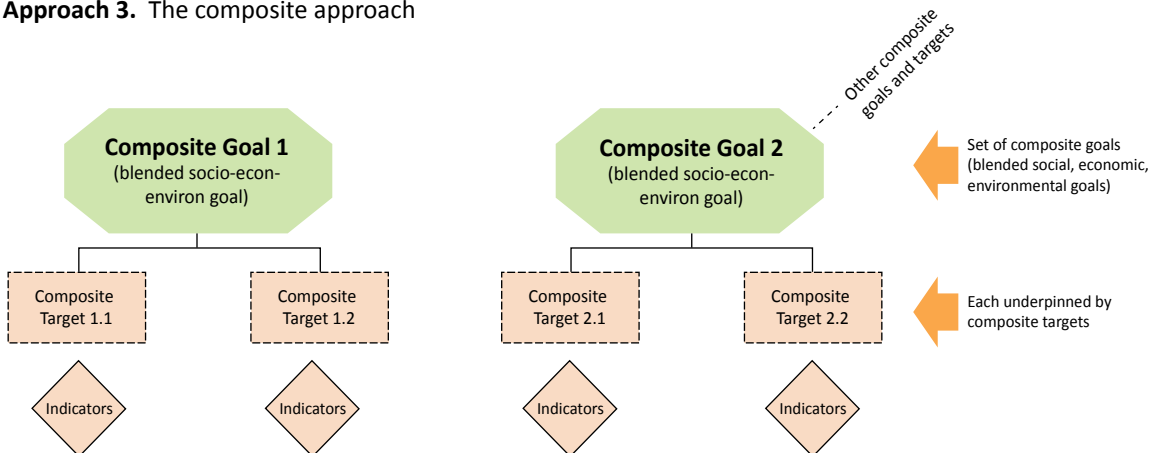 Approach 3. The composite approach
Other composite
goals and targets
Composite Goal 1
(blended socio-econ-
environ goal)
Composite Goal 2
(blended socio-econ-
environ goal)
Set of composite goals
(blended social, economic,
environmental goals)
Composite
Target 1.1
Composite
Target 1.2
Composite
Target 2.1
Composite
Target 2.2
Each underpinned by
composite targets
Indicators
Indicators
Indicators
Indicators